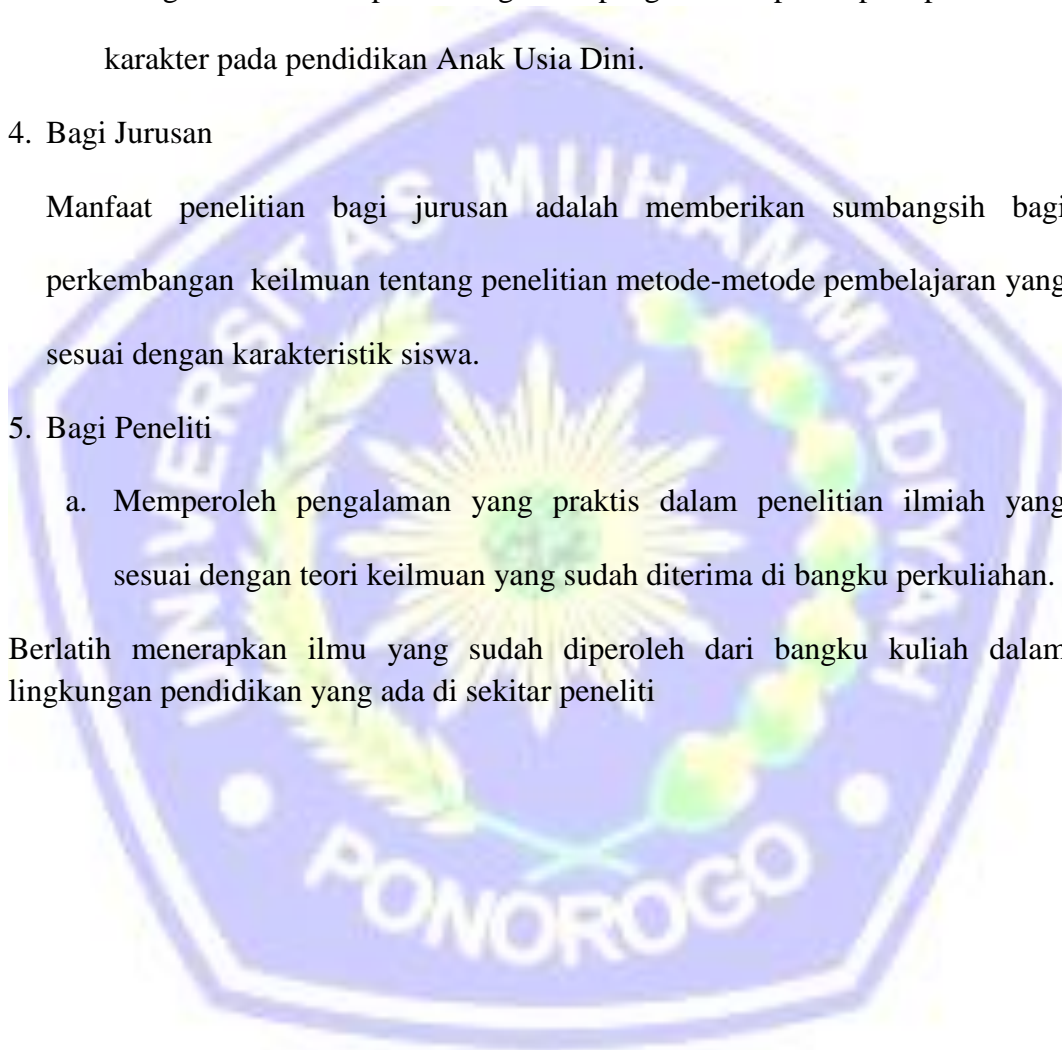 karakter pada pendidikan Anak Usia Dini.
4. Bagi Jurusan
Manfaat penelitian bagi jurusan adalah memberikan sumbangsih bagi
perkembangan keilmuan tentang penelitian metode-metode pembelajaran yang
sesuai dengan karakteristik siswa.
5. Bagi Peneliti
a. Memperoleh pengalaman yang praktis dalam penelitian ilmiah yang
sesuai dengan teori keilmuan yang sudah diterima di bangku perkuliahan.
Berlatih menerapkan ilmu yang sudah diperoleh dari bangku kuliah dalam
lingkungan pendidikan yang ada di sekitar peneliti
UNIVERSITAS MUHAMMADIYAH
PONOROGO